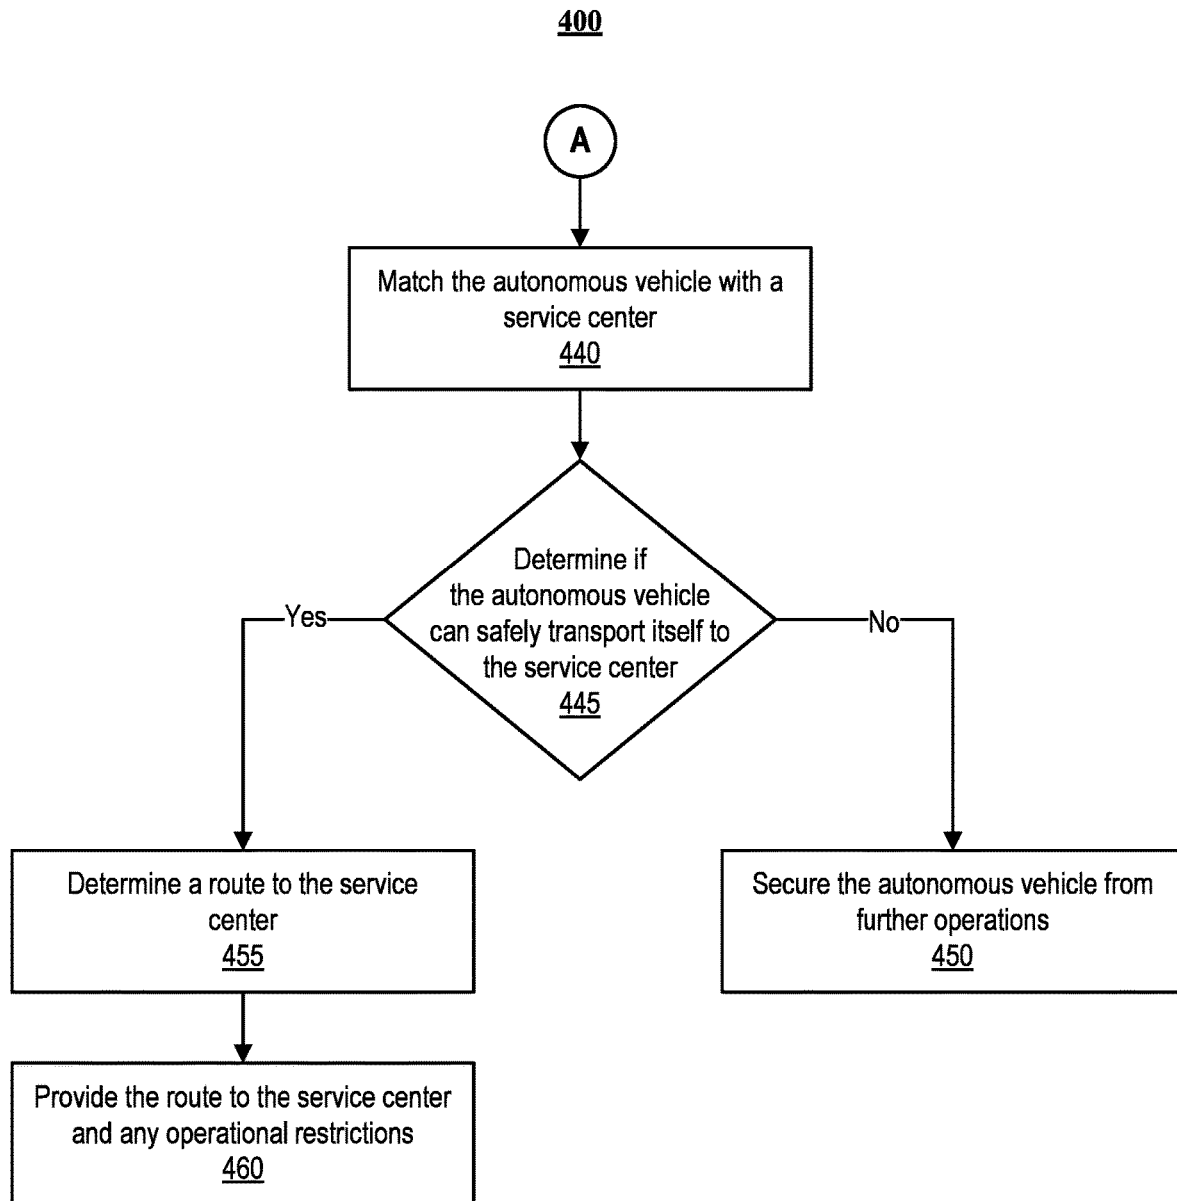 400
A
Match the autonomous vehicle with a
service center
440
Determine if
the autonomous vehicle
can safely transport itself to
the service center
445
Yes
No
Determine a route to the service
center
455
Secure the autonomous vehicle from
further operations
450
Provide the route to the service center
and any operational restrictions
460